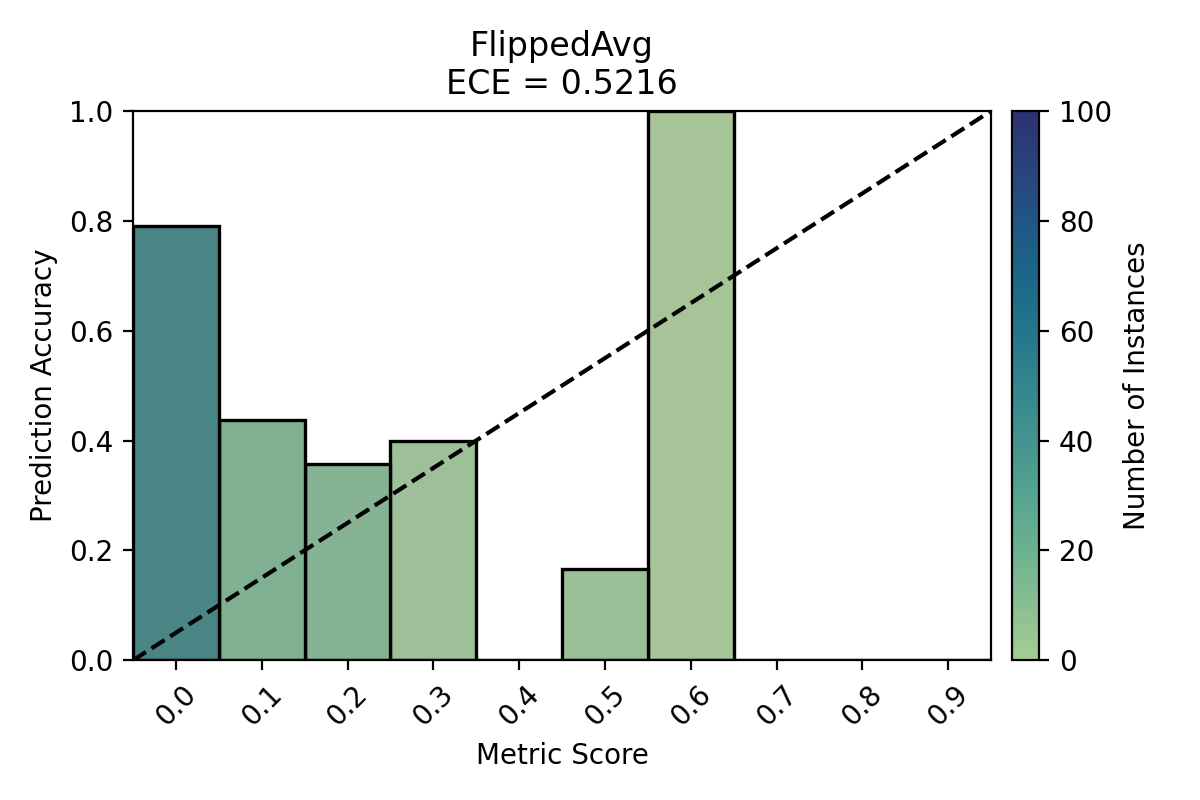 FlippedAvg
ECE = 0.5216
1.0
0.8
0.6
0.4
0.2
0.0
Prediction Accuracy
0.0 0.1 0.2 0.3 0.4 0.5 0.6 0.7 0.8 0.9
Metric Score
100
80
60
40
20
0
Number of Instances